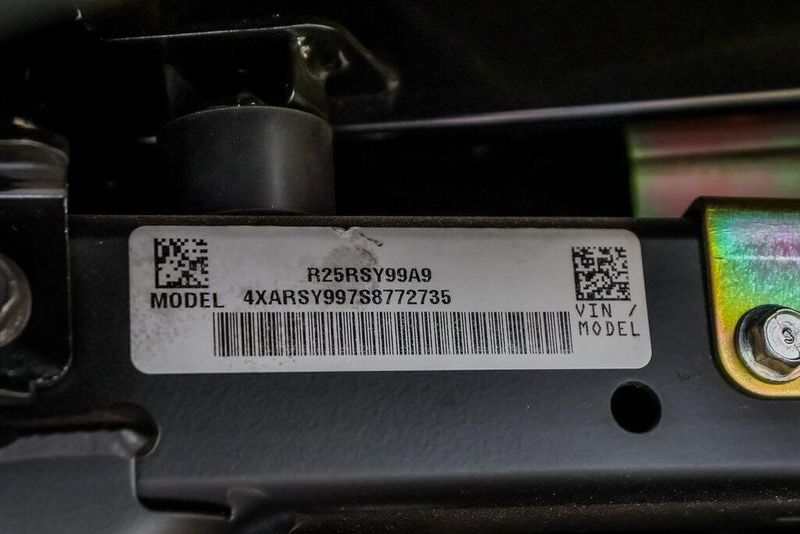 R25RSY99A9
MODEL 4XARSY997S8772735
VIN /
MODEL